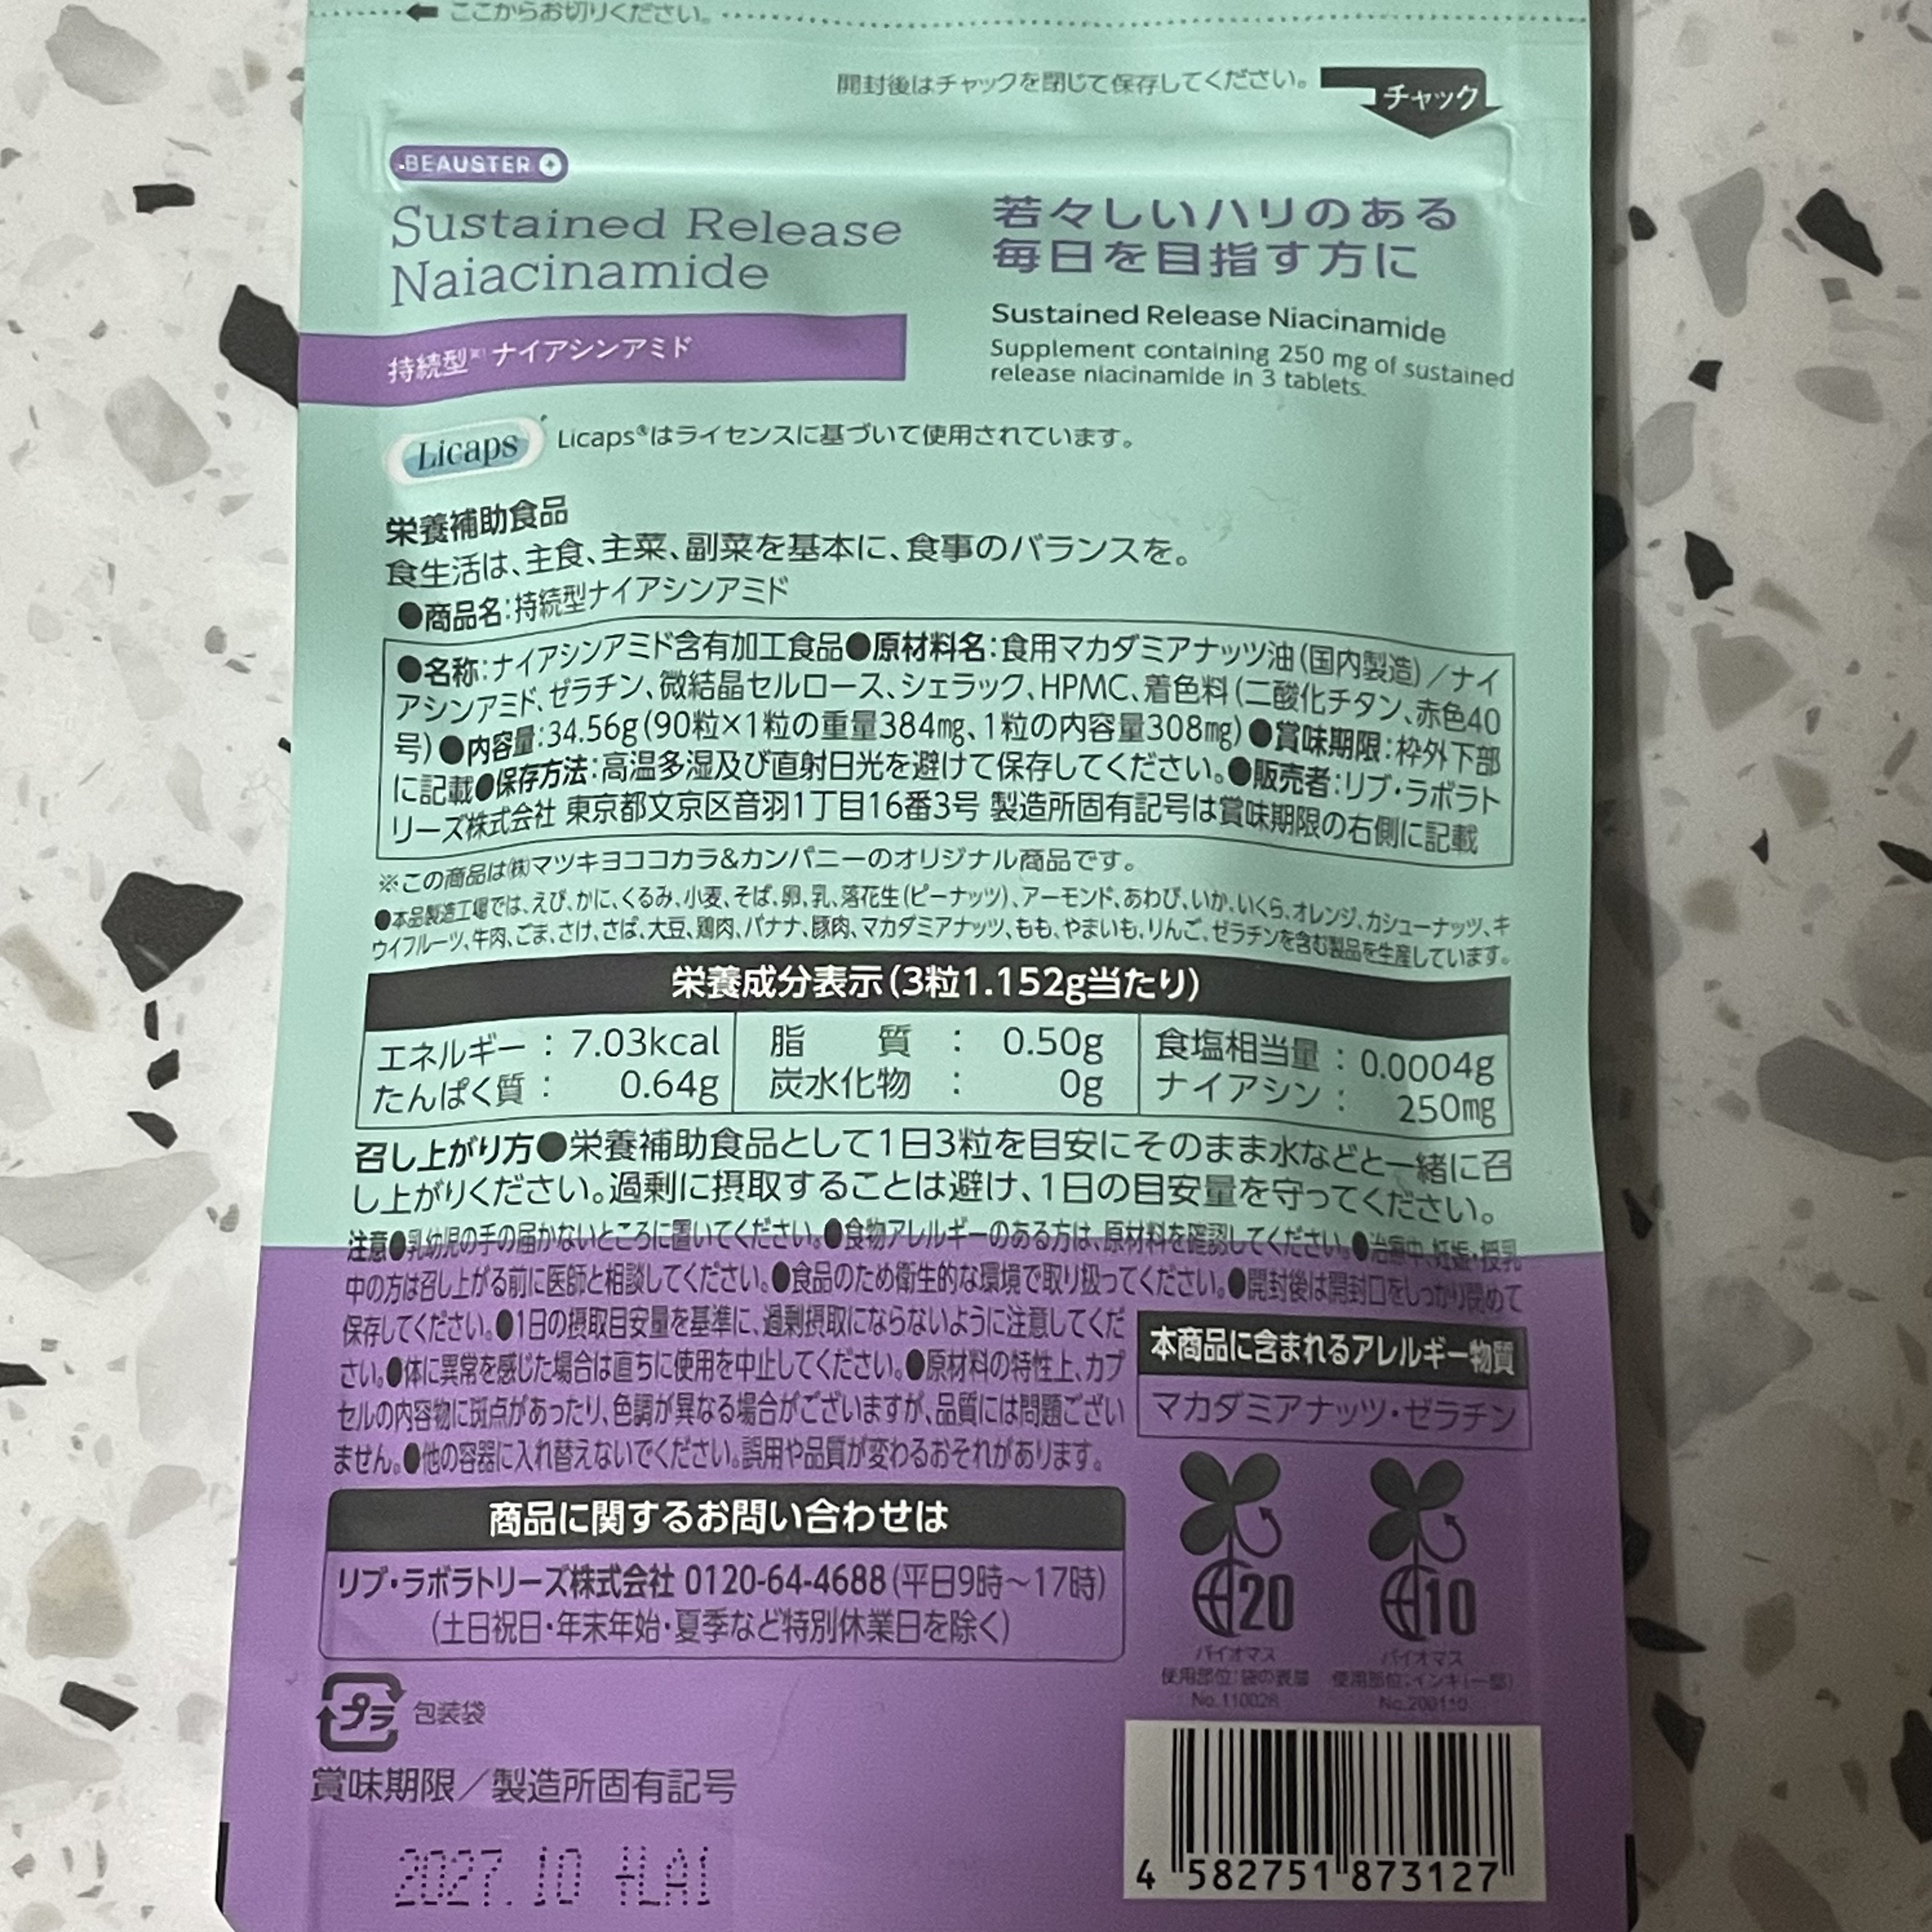 ここからお切りください。
開封後はチャックを閉じて保存してください。
チャック
BEAUSTER
Sustained Release
Naiacinamide
持続型 ナイアシンアミド
若々しいハリのある
毎日を目指す方に
Sustained Release Niacinamide
Supplement containing 250 mg of sustained
release niacinamide in 3 tablets.
Licaps
Licaps®はライセンスに基づいて使用されています。
栄養補助食品
食生活は、主食、主菜、副菜を基本に、食事のバランスを。
●商品名:持続型ナイアシンアミド
●名称:ナイアシンアミド含有加工食品●原材料名:食用マカダミアナッツ油(国内製造)/ナイ
アシンアミド、ゼラチン、微結晶セルロース、シェラック、HPMC、着色料(二酸化チタン、赤色40
号)●内容量:34.56g(90粒×1粒の重量384mg、1粒の内容量308mg)●賞味期限:枠外下部
に記載●保存方法:高温多湿及び直射日光を避けて保存してください。●販売者:リブ・ラボラト
リーズ株式会社 東京都文京区音羽1丁目16番3号 製造所固有記号は賞味期限の右側に記載
※この商品は㈱マツキヨココカラ&カンパニーのオリジナル商品です。
●本品製造工場では、えび、かに、くるみ、小麦、そば、卵、乳、落花生(ピーナッツ)、アーモンド、あわび、いか、いくら、オレンジ、カシューナッツ、キ
ウイフルーツ、牛肉、ごま、さけ、さば、大豆、鶏肉、バナナ、豚肉、マカダミアナッツ、もも、やまいも、りんご、ゼラチンを含む製品を生産しています。
栄養成分表示(3粒1.152g当たり)
エネルギー : 7.03kcal 脂 質 : 0.50g 食塩相当量 : 0.0004g
たんぱく質 : 0.64g 炭水化物 : 0g ナイアシン : 250mg
召し上がり方●栄養補助食品として1日3粒を目安にそのまま水などと一緒に召
し上がりください。過剰に摂取することは避け、1日の目安量を守ってください。
注意●乳幼児の手の届かないところに置いてください。●食物アレルギーのある方は、原材料を確認してください。●治療中、妊娠・授乳
中の方は召し上がる前に医師と相談してください。●食品のため衛生的な環境で取り扱ってください。●開封後は開封口をしっかり閉めて
保存してください。●1日の摂取目安量を基準に、過剰摂取にならないように注意してくだ
さい。●体に異常を感じた場合は直ちに使用を中止してください。●原材料の特性上、カプ
セルの内容物に斑点があったり、色調が異なる場合がございますが、品質には問題ござい
ません。●他の容器に入れ替えないでください。誤用や品質が変わるおそれがあります。
本商品に含まれるアレルギー物質
マカダミアナッツ・ゼラチン
商品に関するお問い合わせは
リブ・ラボラトリーズ株式会社 0120-64-4688(平日9時~17時)
(土日祝日・年末年始・夏季など特別休業日を除く)
20
バイオマス
使用部位:袋の表層
No.110028
10
バイオマス
使用部位:インキ(一部)
No.200110
プラ 包装袋
賞味期限/製造所固有記号
2027.10 +LA1
4 582751 873127